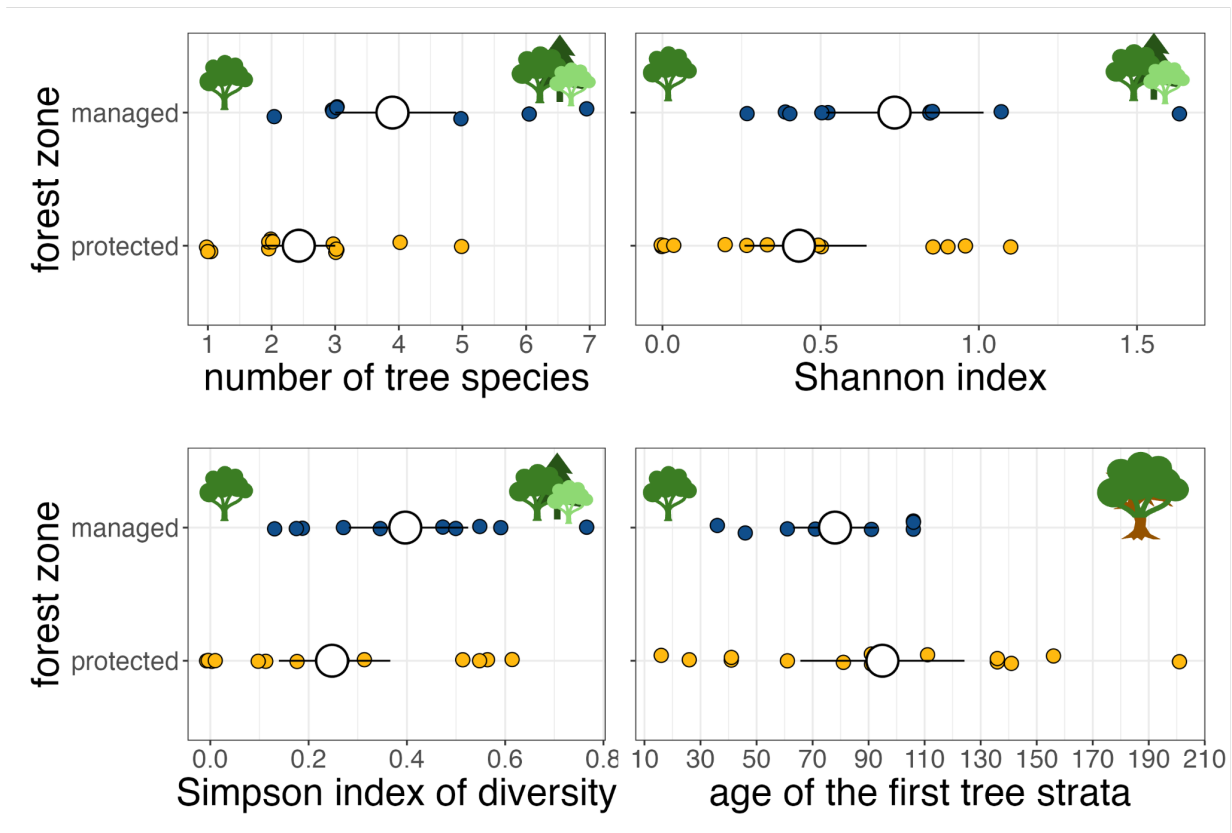 forest zone
managed
protected
1 2 3 4 5 6 7
number of tree species
0.0 0.5 1.0 1.5
Shannon index
forest zone
managed
protected
0.0 0.2 0.4 0.6 0.8
Simpson index of diversity
10 30 50 70 90 110 130 150 170 190 210
age of the first tree strata